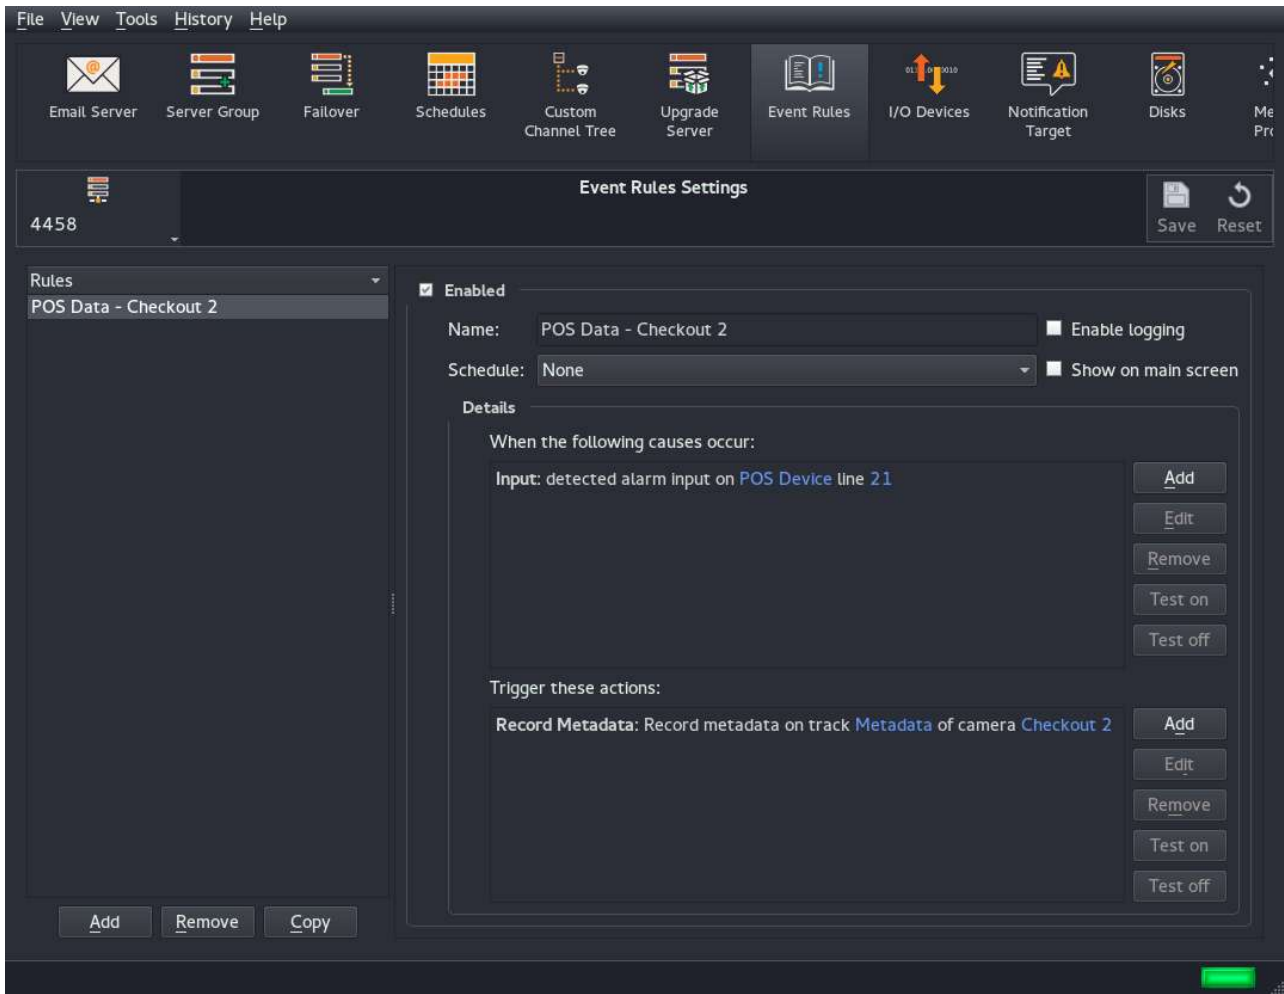 File View Tools History Help
Email Server
Server Group
Failover
Schedules
Custom
Channel Tree
Upgrade
Server
Event Rules
I/O Devices
Notification
Target
Disks
Event Rules Settings
4458
Save Reset
Rules
POS Data - Checkout 2
Enabled
Name: POS Data - Checkout 2
Enable logging
Schedule: None
Show on main screen
Details
When the following causes occur:
Input: detected alarm input on POS Device line 21
Add
Edit
Remove
Test on
Test off
Trigger these actions:
Record Metadata: Record metadata on track Metadata of camera Checkout 2
Add
Edit
Remove
Test on
Test off
Add Remove Copy